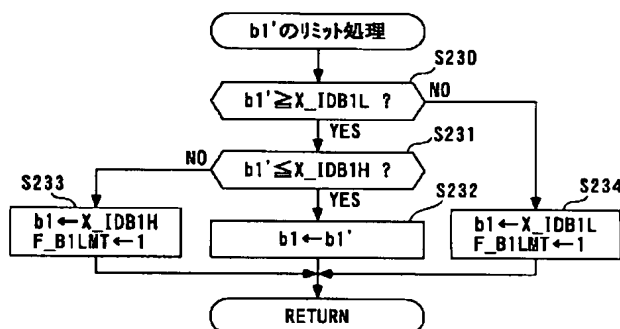 b1'のリミット処理
S230
b1'≧X_IDB1L ?
NO
YES
S231
b1'≦X_IDB1H ?
NO
YES
S233
b1←X_IDB1H
F_B1LMT←1
S232
b1←b1'
S234
b1←X_IDB1L
F_B1LMT←1
RETURN